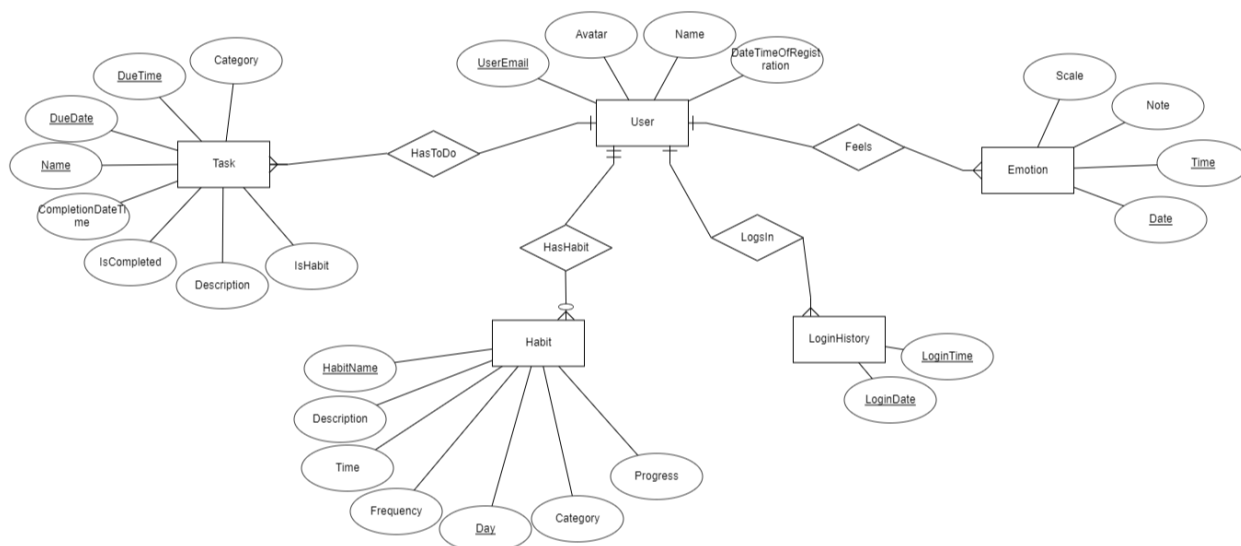 Avatar
Name
UserEmail
DateTimeOfRegist
ration
Category
DueTime
Scale
DueDate
Note
User
Name
Task
HasToDo
Feels
Emotion
Time
CompletionDateTi
me
Date
IsCompleted
IsHabit
Description
HasHabit
LogsIn
Habit
LoginHistory
LoginTime
HabitName
LoginDate
Description
Time
Progress
Frequency
Day
Category